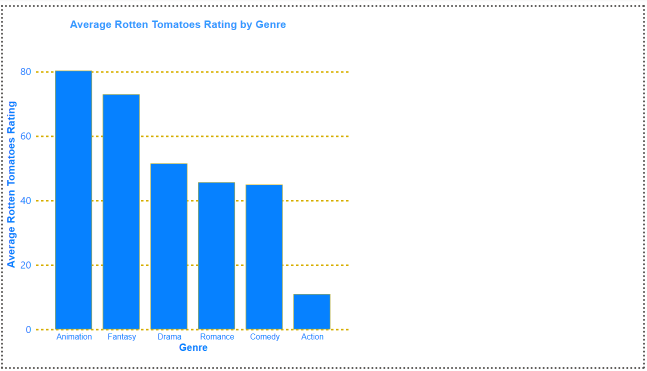 Average Rotten Tomatoes Rating by Genre
Average Rotten Tomatoes Rating
80
60
40
20
0
Animation Fantasy Drama Romance Comedy Action
Genre